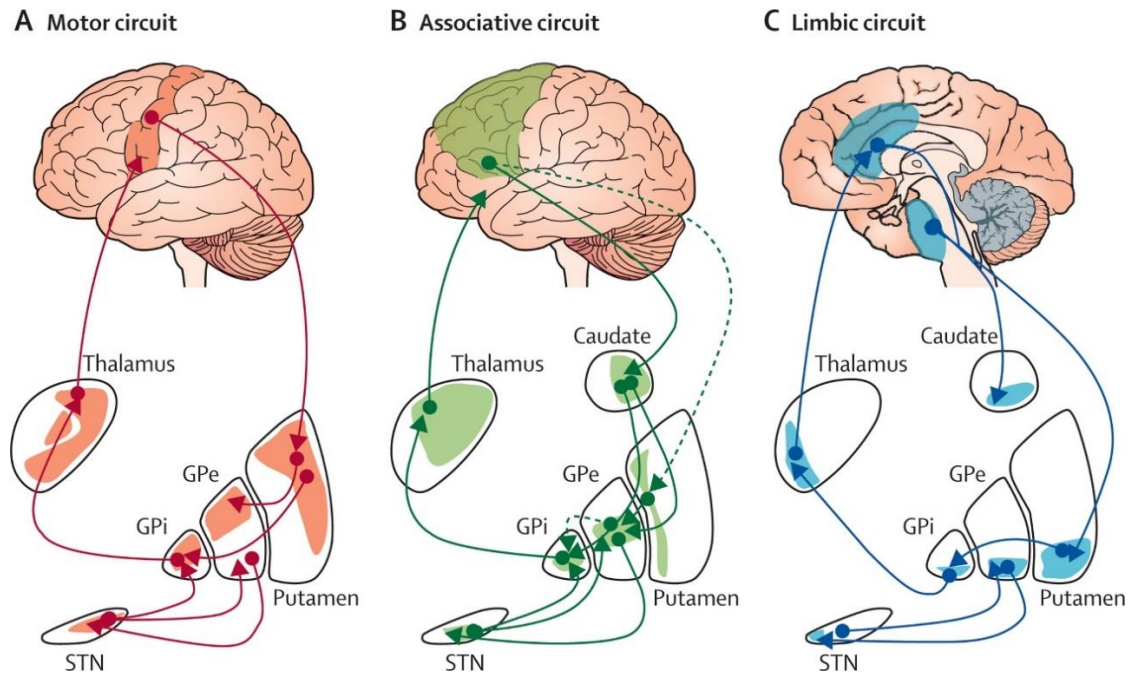 A Motor circuit
B Associative circuit
C Limbic circuit
Thalamus
GPe
GPi
Putamen
STN
Caudate
Thalamus
GPe
GPi
Putamen
STN
Caudate
Thalamus
GPe
GPi
Putamen
STN